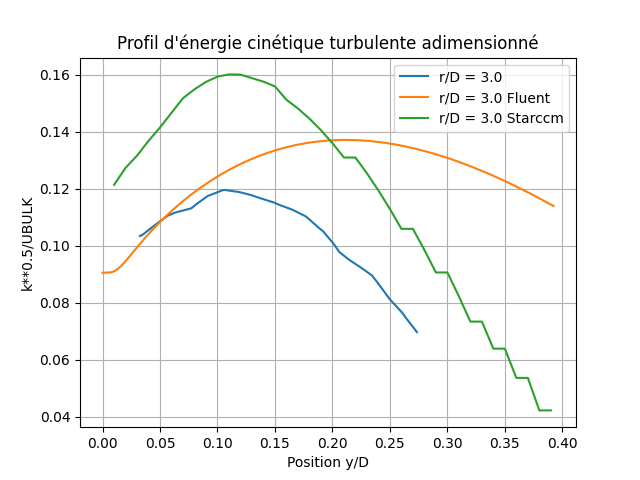 Profil d'énergie cinétique turbulente adimensionné
r/D = 3.0
r/D = 3.0 Fluent
r/D = 3.0 Starccm
k**0.5/UBULK
0.16
0.14
0.12
0.10
0.08
0.06
0.04
0.00 0.05 0.10 0.15 0.20 0.25 0.30 0.35 0.40
Position y/D